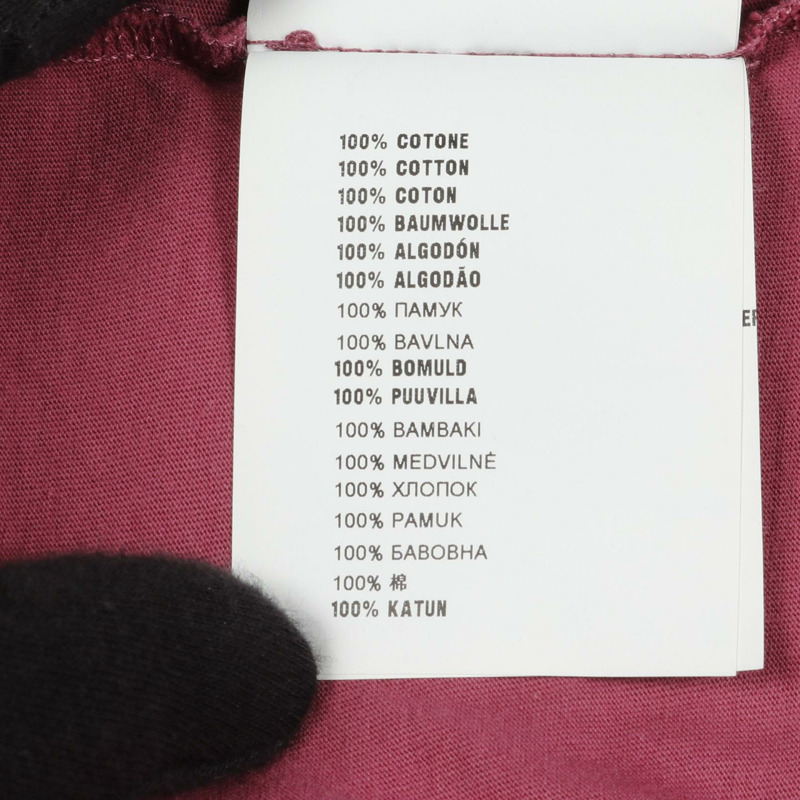 100% COTONE
100% COTTON
100% COTON
100% BAUMWOLLE
100% ALGODÓN
100% ALGODÃO
100% ПАМУК
100% BAVLNA
100% BOMULD
100% PUUVILLA
100% BAMBAKI
100% MEDVILNĖ
100% ХЛОПОК
100% PAMUK
100% БАВОВНА
100% 棉
100% KATUN